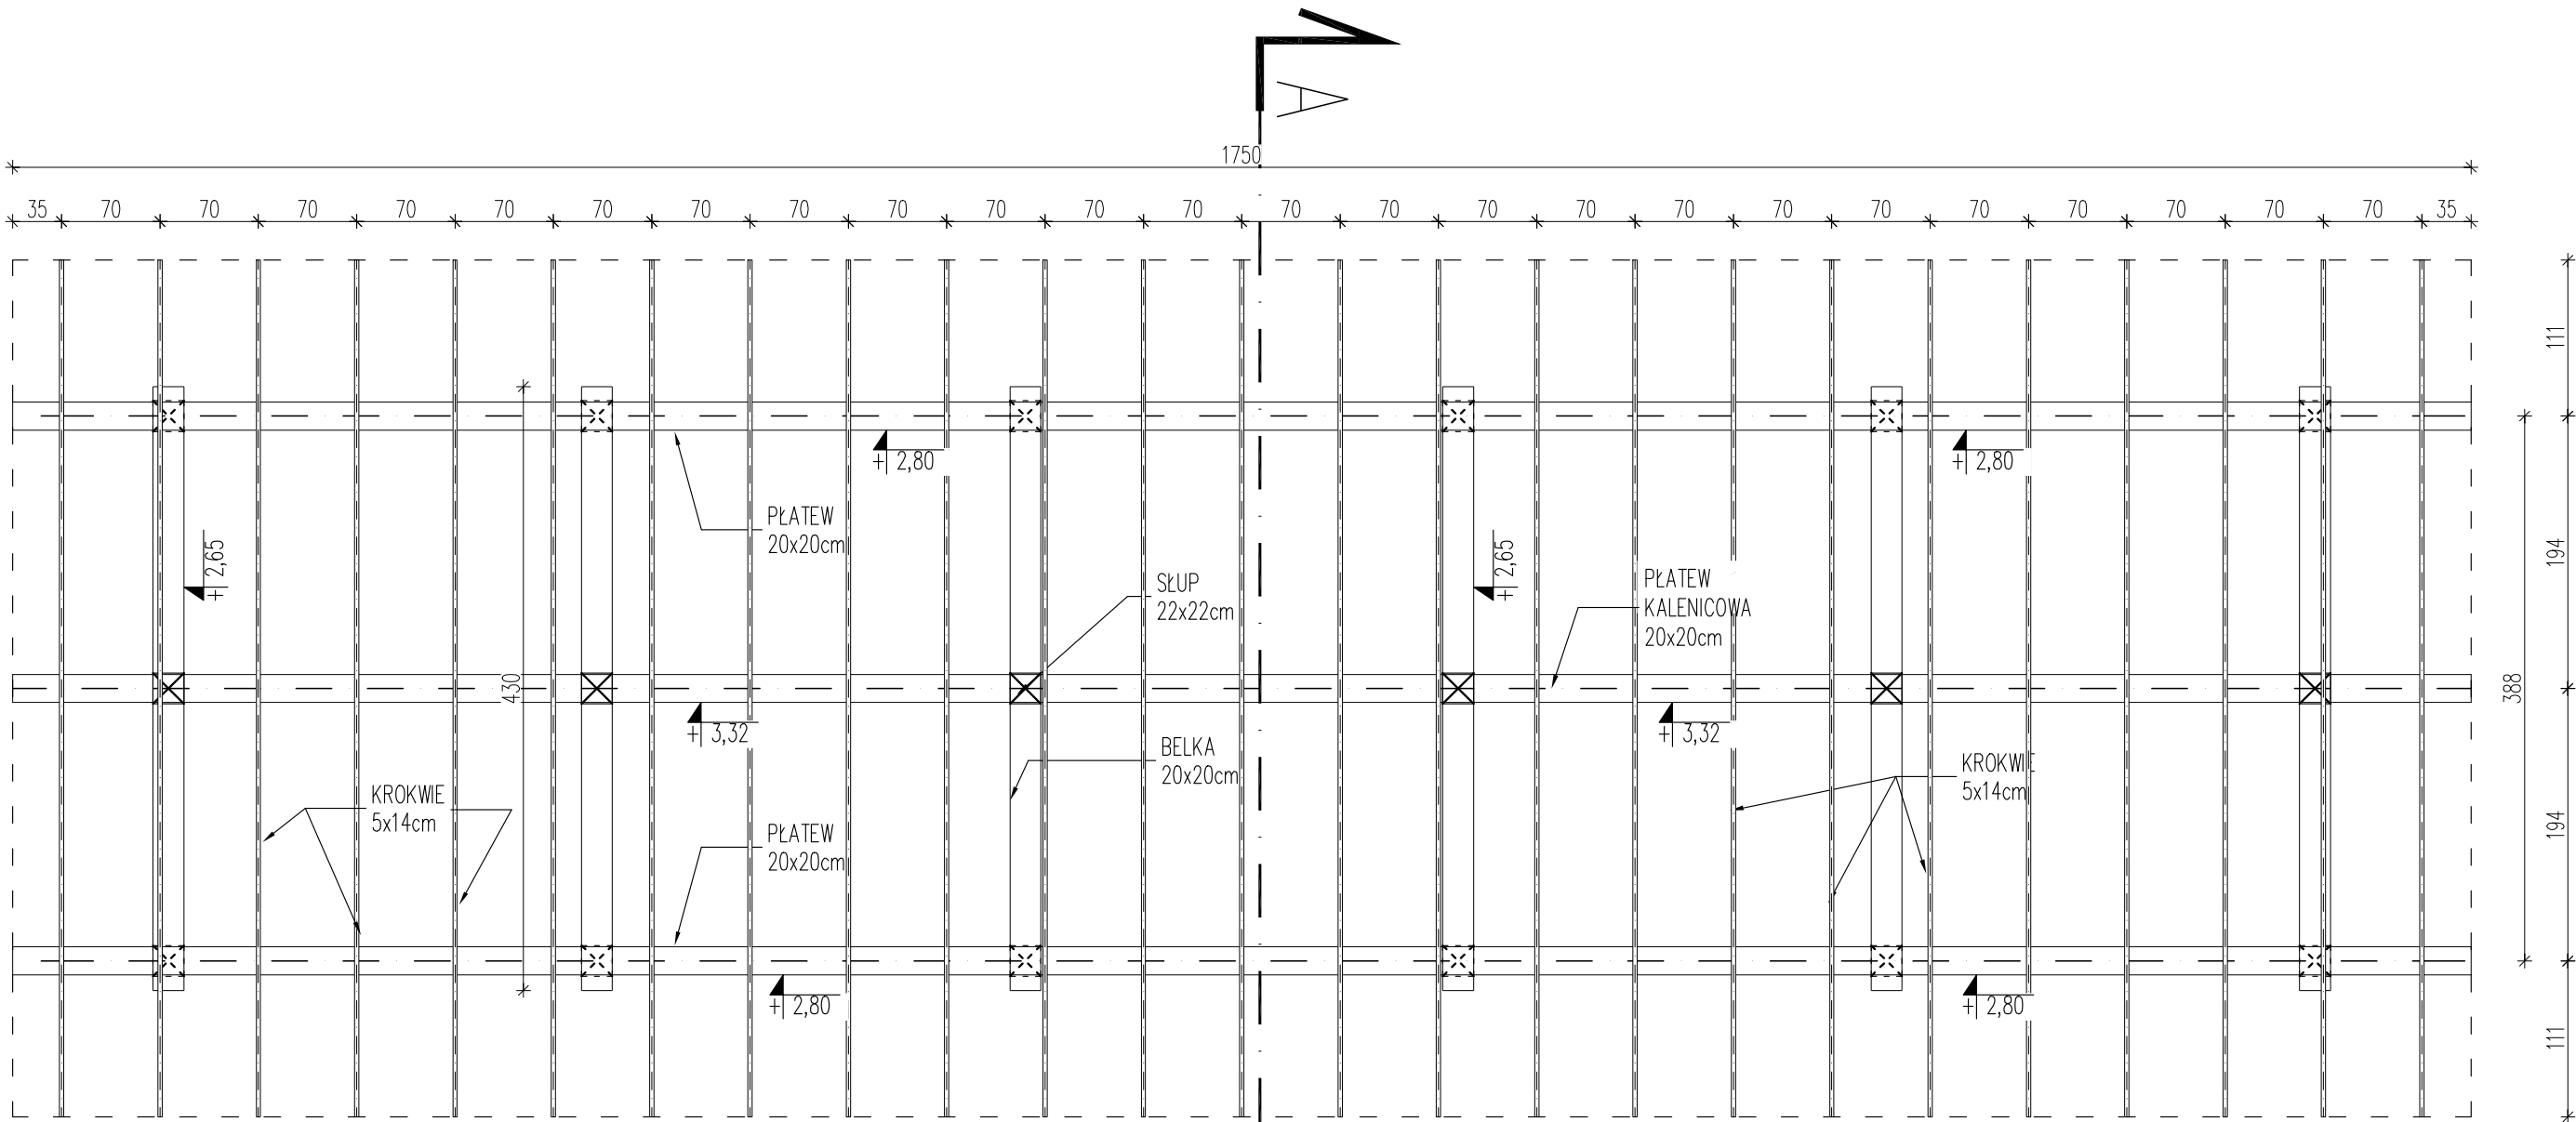 A
1750
35 70 70 70 70 70 70 70 70 70 70 70 70 70 70 70 70 70 70 70 70 70 70 70 70 35
111
+ 2,80
+ 2,80
PŁATEW
20x20cm
+ 2,65
+ 2,65
194
SŁUP
22x22cm
PŁATEW
KALENICOWA
20x20cm
430
388
+ 3,32
+ 3,32
BELKA
20x20cm
KROKWIE
5x14cm
KROKWIE
5x14cm
PŁATEW
20x20cm
194
+ 2,80
+ 2,80
111